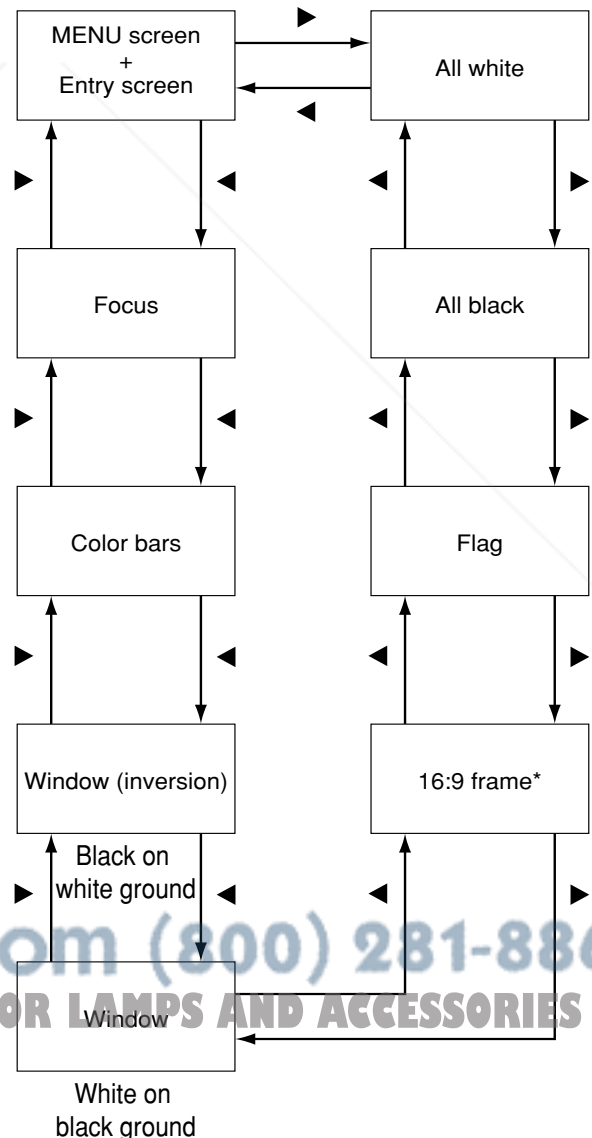 MENU screen
+
Entry screen
All white
Focus
All black
Color bars
Flag
Window (inversion)
16:9 frame*
Black on
white ground
om (800) 281-886
OR LAMPS AND ACCESSORIES
Window
White on
black ground